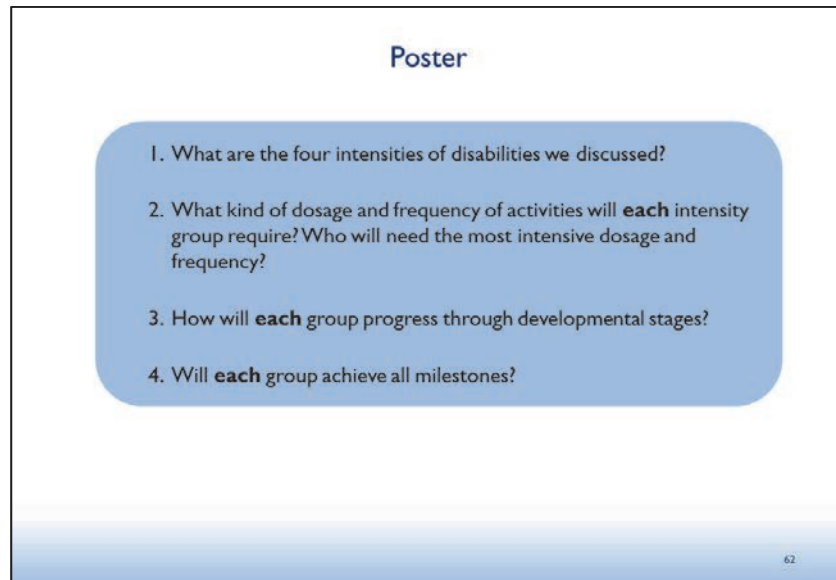 Poster
1. What are the four intensities of disabilities we discussed?
2. What kind of dosage and frequency of activities will each intensity
group require? Who will need the most intensive dosage and
frequency?
3. How will each group progress through developmental stages?
4. Will each group achieve all milestones?
62